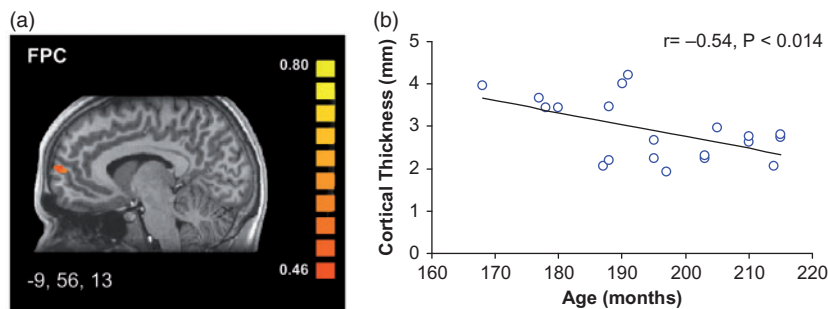 (a)
FPC
0.80
0.46
-9, 56, 13
(b)
r= –0.54, P < 0.014
Cortical Thickness (mm)
5
4
3
2
1
0
160 170 180 190 200 210 220
Age (months)